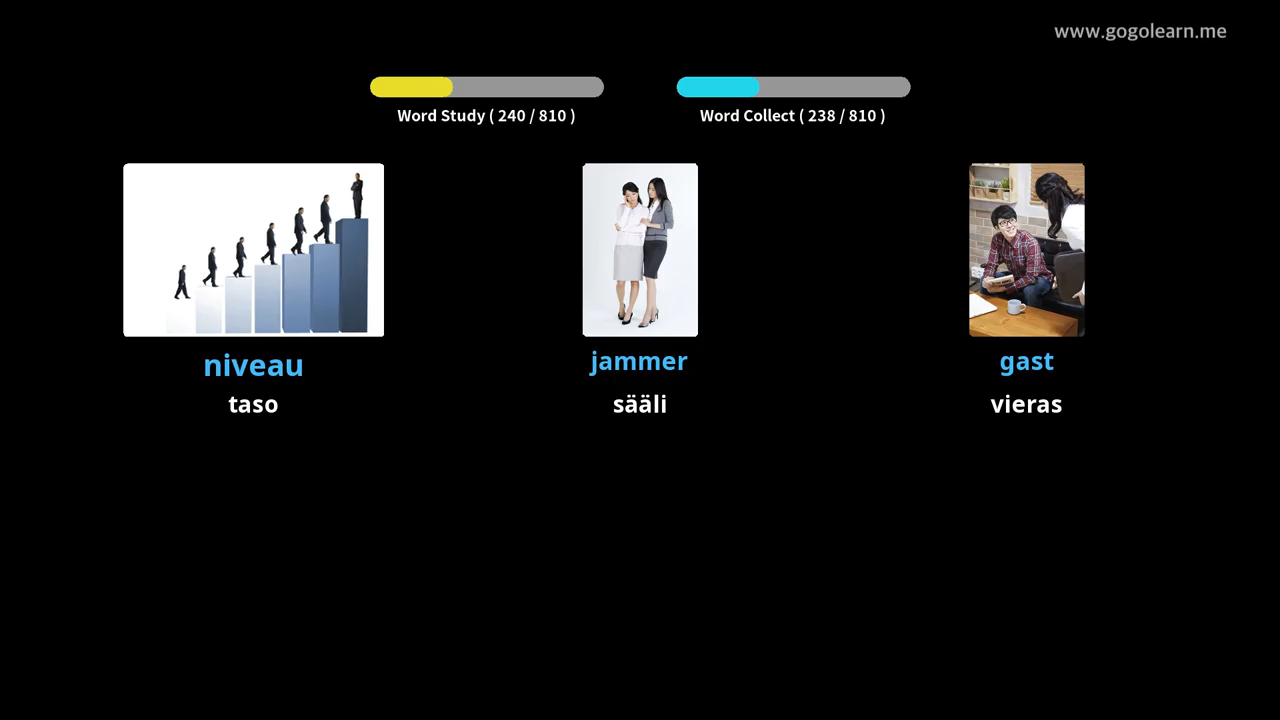 www.gogolearn.me
Word Study ( 240 / 810 )
Word Collect ( 238 / 810 )
niveau
taso
jammer
sääli
gast
vieras